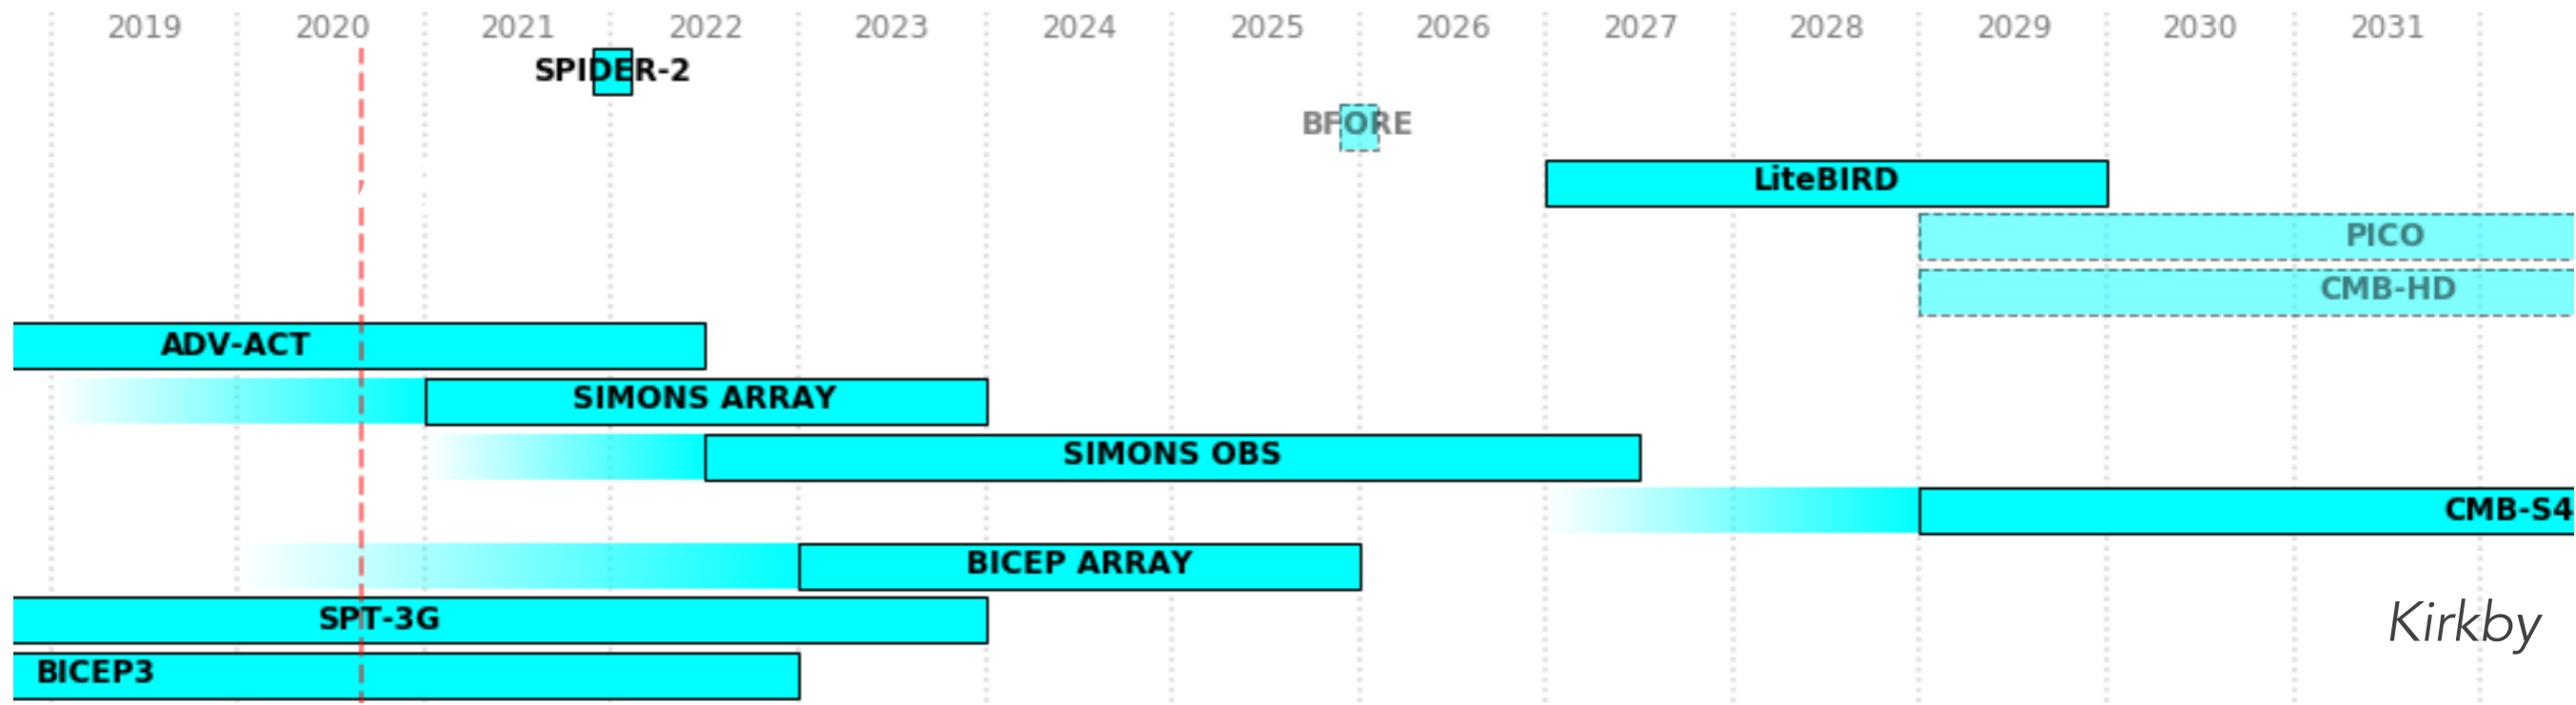 2019 2020 2021 2022 2023 2024 2025 2026 2027 2028 2029 2030 2031
SPIDER-2
BFORE
LiteBIRD
PICO
CMB-HD
ADV-ACT
SIMONS ARRAY
SIMONS OBS
CMB-S4
BICEP ARRAY
SPT-3G
Kirkby
BICEP3